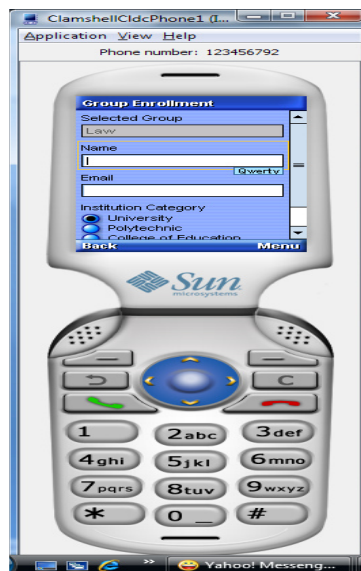 ClamshellCldcPhone1 (I...
Application View Help
Phone number: 123456792
Group Enrollment
Selected Group
Law
Name
Qwerty
Email
Institution Category
University
Polytechnic
College of Education
Back Menu
Sun
microsystems
C
1 2abc 3def
4ghi 5jkl 6mno
7pqrs 8tuv 9wxyz
* 0 _ #
>> Yahoo! Messeng...